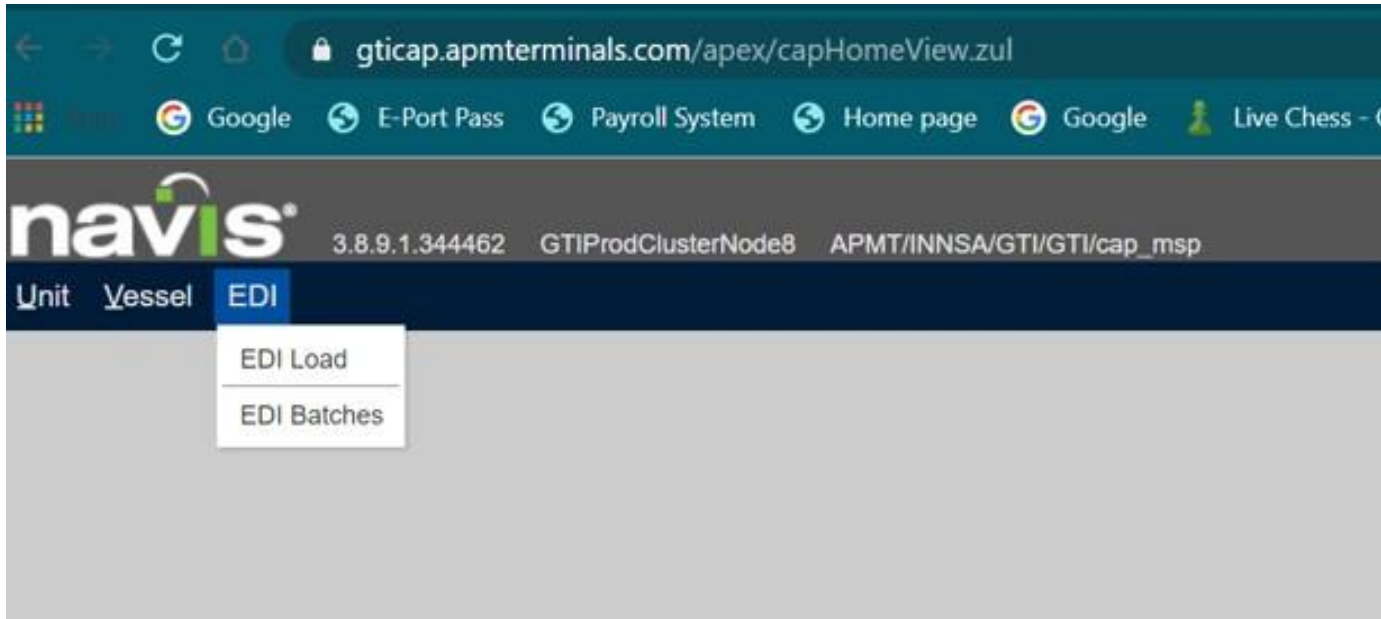 gticap.apmterminals.com/apex/capHomeView.zul
Google E-Port Pass Payroll System Home page Google Live Chess -
navis 3.8.9.1.344462 GTIProdClusterNode8 APMT/INNSA/GTI/GTI/cap_msp
Unit Vessel EDI
EDI Load
EDI Batches